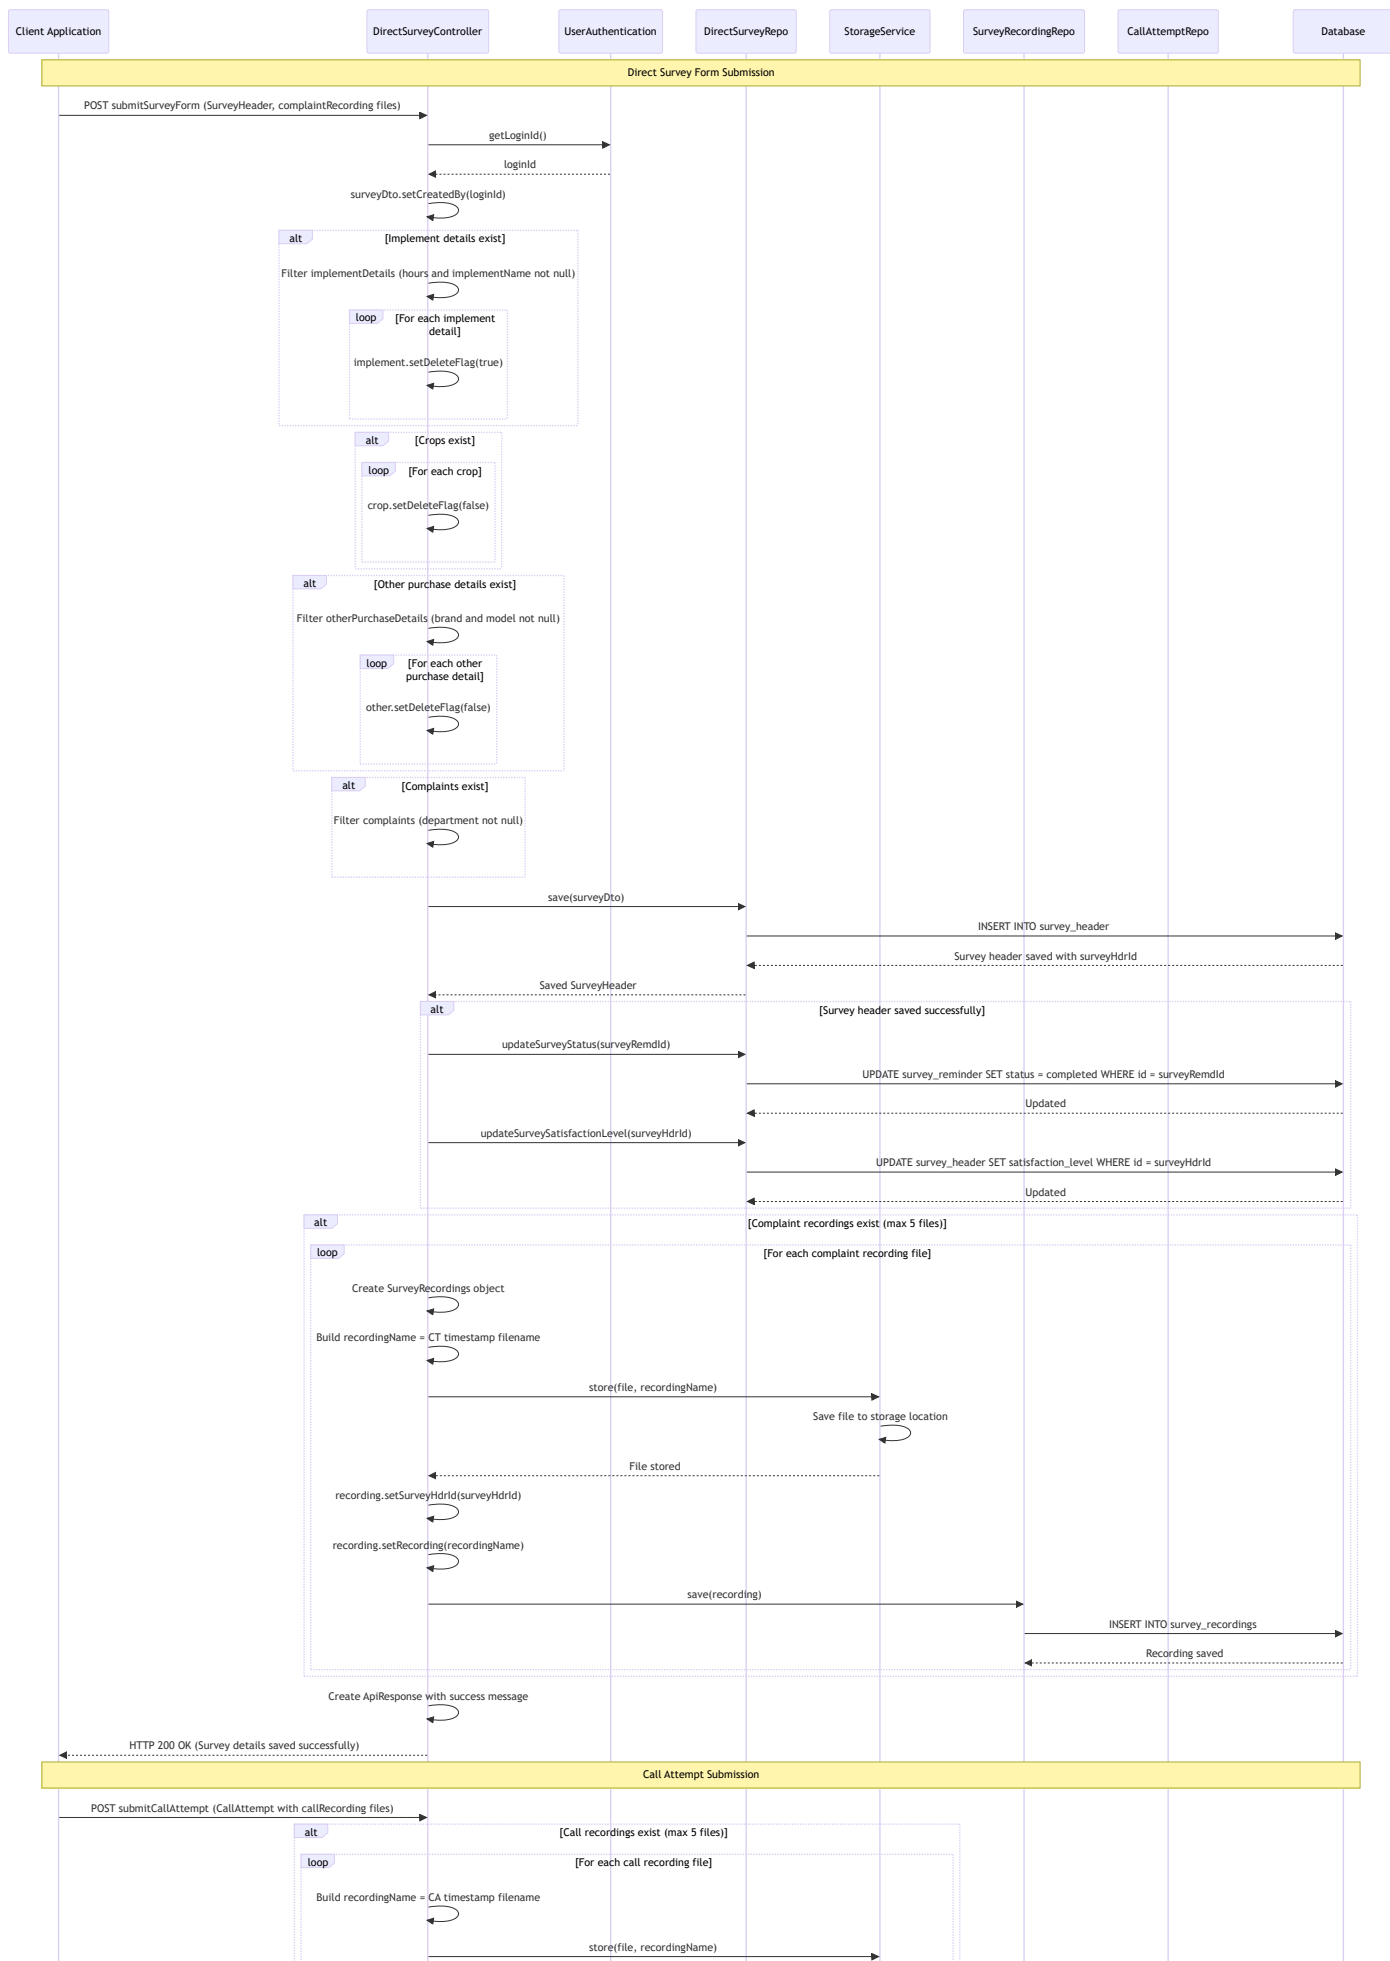 Client Application
DirectSurveyController
UserAuthentication
DirectSurveyRepo
StorageService
SurveyRecordingRepo
CallAttemptRepo
Database
Direct Survey Form Submission
POST submitSurveyForm (SurveyHeader, complaintRecording files)
getLoginId()
loginId
surveyDto.setCreatedBy(loginId)
alt
[Implement details exist]
Filter implementDetails (hours and implementName not null)
loop
[For each implement
detail]
implement.setDeleteFlag(true)
alt
[Crops exist]
loop
[For each crop]
crop.setDeleteFlag(false)
alt
[Other purchase details exist]
Filter otherPurchaseDetails (brand and model not null)
loop
[For each other
purchase detail]
other.setDeleteFlag(false)
alt
[Complaints exist]
Filter complaints (department not null)
save(surveyDto)
INSERT INTO survey_header
Survey header saved with surveyHdrId
Saved SurveyHeader
alt
[Survey header saved successfully]
updateSurveyStatus(surveyRemdId)
UPDATE survey_reminder SET status = completed WHERE id = surveyRemdId
Updated
updateSurveySatisfactionLevel(surveyHdrId)
UPDATE survey_header SET satisfaction_level WHERE id = surveyHdrId
Updated
alt
[Complaint recordings exist (max 5 files)]
loop
[For each complaint recording file]
Create SurveyRecordings object
Build recordingName = CT timestamp filename
store(file, recordingName)
Save file to storage location
File stored
recording.setSurveyHdrId(surveyHdrId)
recording.setRecording(recordingName)
save(recording)
INSERT INTO survey_recordings
Recording saved
Create ApiResponse with success message
HTTP 200 OK (Survey details saved successfully)
Call Attempt Submission
POST submitCallAttempt (CallAttempt with callRecording files)
alt
[Call recordings exist (max 5 files)]
loop
[For each call recording file]
Build recordingName = CA timestamp filename
store(file, recordingName)